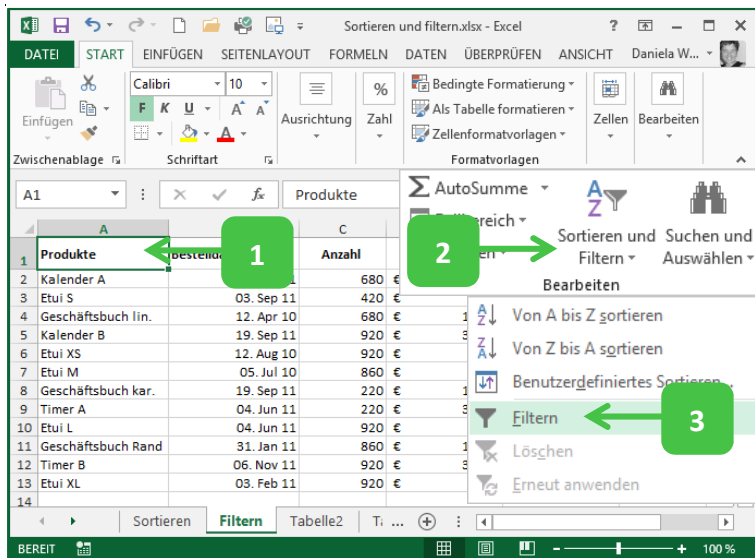 Sortieren und filtern.xlsx - Excel ?
DATEI START EINFÜGEN SEITENLAYOUT FORMELN DATEN ÜBERPRÜFEN ANSICHT Daniela W...
Einfügen
Calibri 10
F K U A A
A
Ausrichtung
%
Zahl
Bedingte Formatierung
Als Tabelle formatieren
Zellenformatvorlagen
Zellen
Bearbeiten
Zwischenablage Schriftart Formatvorlagen
A1 fx Produkte
Σ AutoSumme
Sortieren und Filtern
Suchen und Auswählen
Bearbeiten
1
2
3
Von A bis Z sortieren
Von Z bis A sortieren
Benutzerdefiniertes Sortieren...
Filtern
Löschen
Erneut anwenden
A C
1 Produkte Anzahl
2 Kalender A 680 €
3 Etui S 03. Sep 11 420 €
4 Geschäftsbuch lin. 12. Apr 10 680 € 1
5 Kalender B 19. Sep 11 920 € 3
6 Etui XS 12. Aug 10 920 €
7 Etui M 05. Jul 10 860 €
8 Geschäftsbuch kar. 19. Sep 11 220 € 1
9 Timer A 04. Jun 11 220 € 3
10 Etui L 04. Jun 11 920 €
11 Geschäftsbuch Rand 31. Jan 11 860 € 1
12 Timer B 06. Nov 11 920 € 3
13 Etui XL 03. Feb 11 920 €
14
Sortieren Filtern Tabelle2 ...
BEREIT 100 %